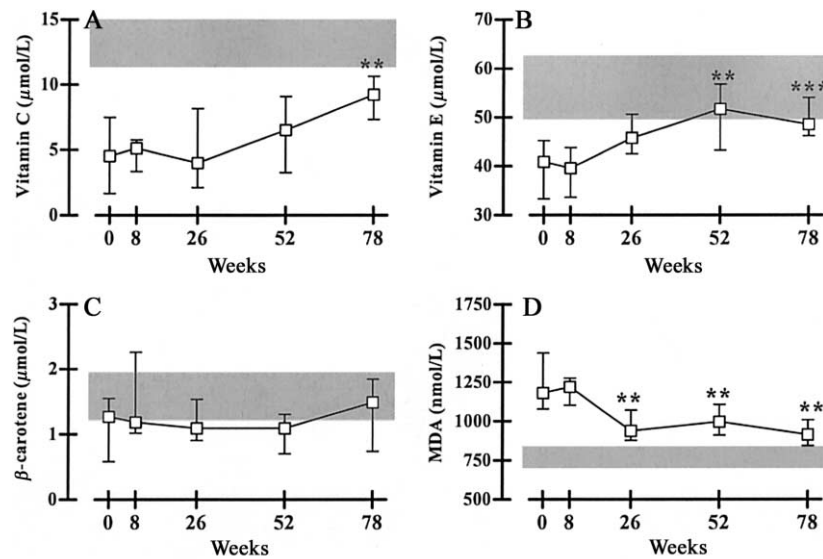 A
Vitamin C (μmol/L)
15
10
5
0
**
0 8 26 52 78
Weeks
B
Vitamin E (μmol/L)
70
60
50
40
30
**
***
0 8 26 52 78
Weeks
C
β-carotene (μmol/L)
3
2
1
0
0 8 26 52 78
Weeks
D
MDA (nmol/L)
1750
1500
1250
1000
750
500
**
**
**
0 8 26 52 78
Weeks